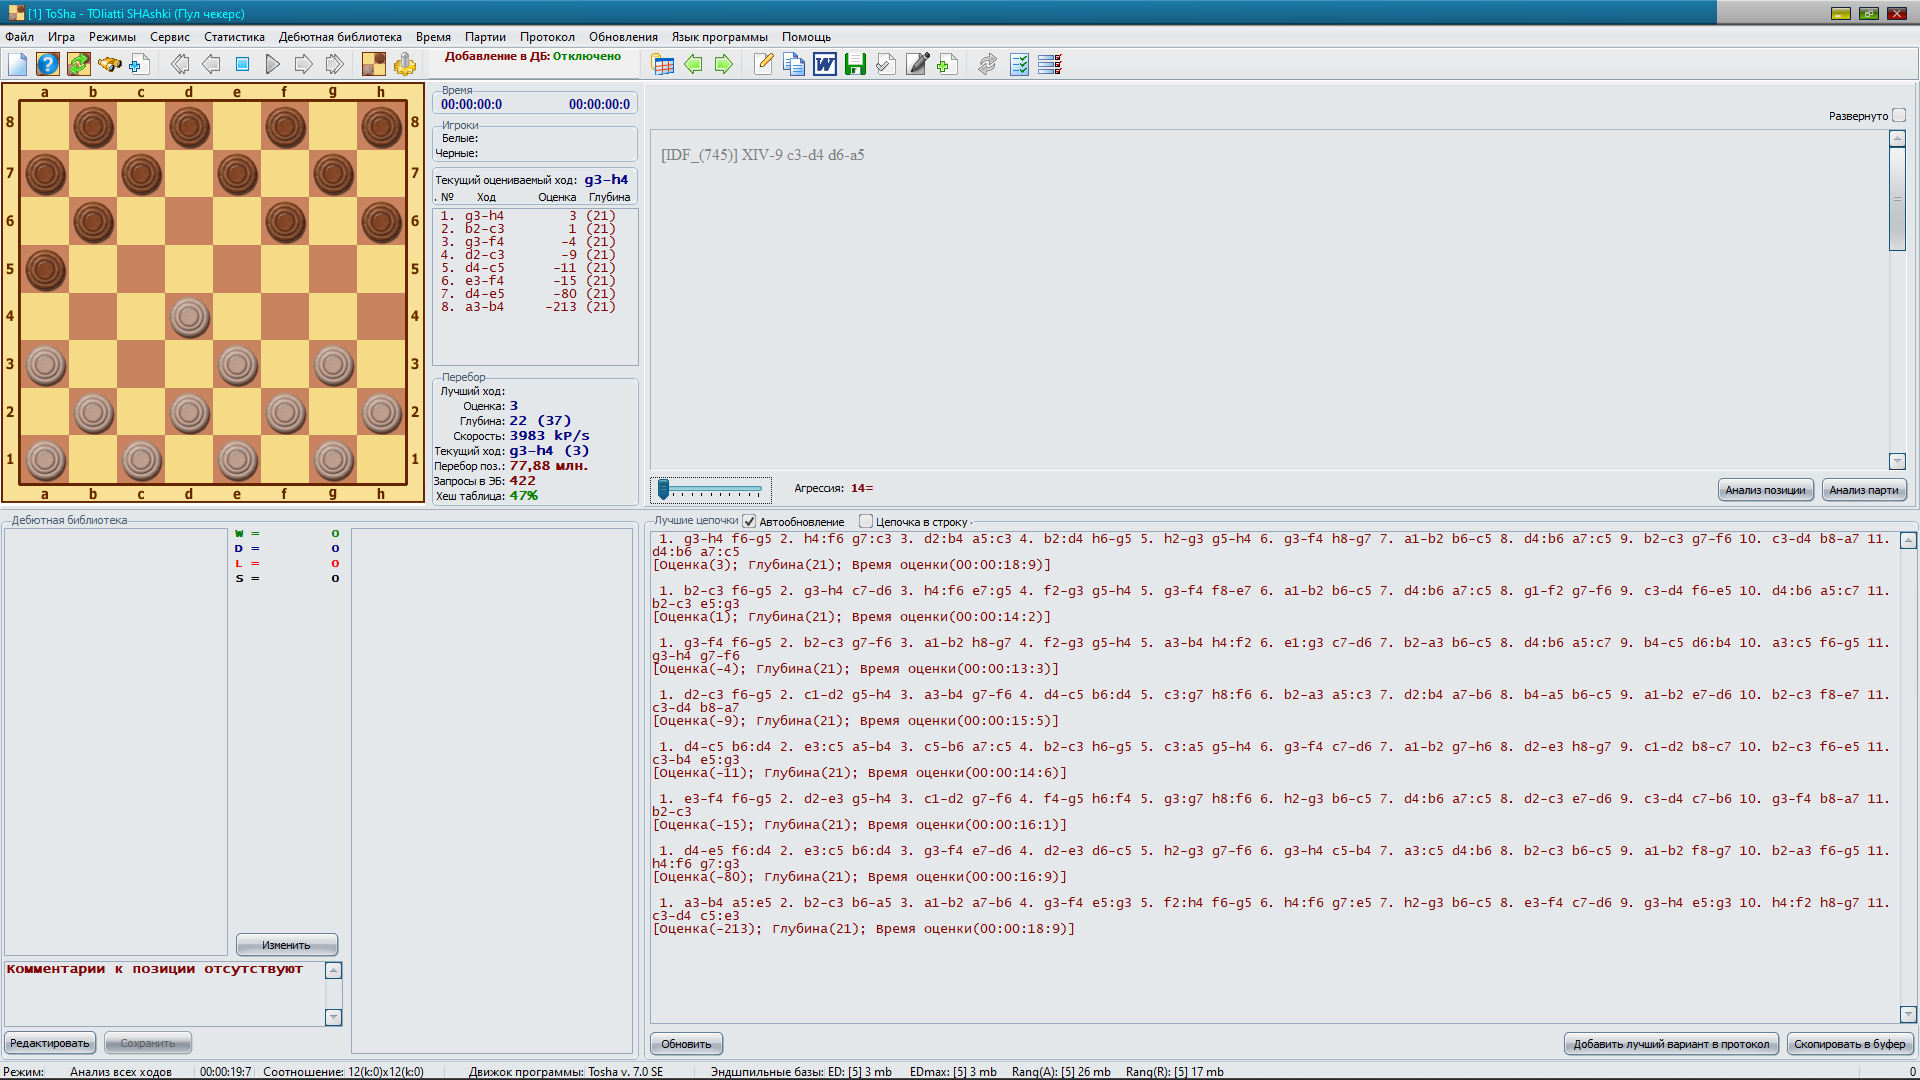 [1] ToSha - TOliatti SHAshki (Пул чекерс)
Файл Игра Режимы Сервис Статистика Дебютная библиотека Время Партии Протокол Обновления Язык программы Помощь
Добавление в ДБ: Отключено
a b c d e f g h
8 8
7 7
6 6
5 5
4 4
3 3
2 2
1 1
a b c d e f g h
Время
00:00:00:0 00:00:00:0
Игроки
Белые:
Черные:
Текущий оцениваемый ход: g3-h4
. № Ход Оценка Глубина
1. g3-h4 3 (21)
2. b2-c3 1 (21)
3. g3-f4 -4 (21)
4. d2-c3 -9 (21)
5. d4-c5 -11 (21)
6. e3-f4 -15 (21)
7. d4-e5 -80 (21)
8. a3-b4 -213 (21)
Перебор
Лучший ход:
Оценка: 3
Глубина: 22 (37)
Скорость: 3983 kP/s
Текущий ход: g3-h4 (3)
Перебор поз.: 77,88 млн.
Запросы в ЭБ: 422
Хеш таблица: 47%
Развернуто
[IDF_(745)] XIV-9 c3-d4 d6-a5
Агрессия: 14=
Анализ позиции Анализ парти
Дебютная библиотека
W = 0
D = 0
L = 0
S = 0
Изменить
Комментарии к позиции отсутствуют
Редактировать Сохранить
Лучшие цепочки Автообновление Цепочка в строку
1. g3-h4 f6-g5 2. h4:f6 g7:c3 3. d2:b4 a5:c3 4. b2:d4 h6-g5 5. h2-g3 g5-h4 6. g3-f4 h8-g7 7. a1-b2 b6-c5 8. d4:b6 a7:c5 9. b2-c3 g7-f6 10. c3-d4 b8-a7 11.
d4:b6 a7:c5
[Оценка(3); Глубина(21); Время оценки(00:00:18:9)]
1. b2-c3 f6-g5 2. g3-h4 c7-d6 3. h4:f6 e7:g5 4. f2-g3 g5-h4 5. g3-f4 f8-e7 6. a1-b2 b6-c5 7. d4:b6 a7:c5 8. g1-f2 g7-f6 9. c3-d4 f6-e5 10. d4:b6 a5:c7 11.
b2-c3 e5:g3
[Оценка(1); Глубина(21); Время оценки(00:00:14:2)]
1. g3-f4 f6-g5 2. b2-c3 g7-f6 3. a1-b2 h8-g7 4. f2-g3 g5-h4 5. a3-b4 h4:f2 6. e1:g3 c7-d6 7. b2-a3 b6-c5 8. d4:b6 a5:c7 9. b4-c5 d6:b4 10. a3:c5 f6-g5 11.
g3-h4 g7-f6
[Оценка(-4); Глубина(21); Время оценки(00:00:13:3)]
1. d2-c3 f6-g5 2. c1-d2 g5-h4 3. a3-b4 g7-f6 4. d4-c5 b6:d4 5. c3:g7 h8:f6 6. b2-a3 a5:c3 7. d2:b4 a7-b6 8. b4-a5 b6-c5 9. a1-b2 e7-d6 10. b2-c3 f8-e7 11.
c3-d4 b8-a7
[Оценка(-9); Глубина(21); Время оценки(00:00:15:5)]
1. d4-c5 b6:d4 2. e3:c5 a5-b4 3. c5-b6 a7:c5 4. b2-c3 h6-g5 5. c3:a5 g5-h4 6. g3-f4 c7-d6 7. a1-b2 g7-h6 8. d2-e3 h8-g7 9. c1-d2 b8-c7 10. b2-c3 f6-e5 11.
c3-b4 e5:g3
[Оценка(-11); Глубина(21); Время оценки(00:00:14:6)]
1. e3-f4 f6-g5 2. d2-e3 g5-h4 3. c1-d2 g7-f6 4. f4-g5 h6:f4 5. g3:g7 h8:f6 6. h2-g3 b6-c5 7. d4:b6 a7:c5 8. d2-c3 e7-d6 9. c3-d4 c7-b6 10. g3-f4 b8-a7 11.
b2-c3
[Оценка(-15); Глубина(21); Время оценки(00:00:16:1)]
1. d4-e5 f6:d4 2. e3:c5 b6:d4 3. g3-f4 e7-d6 4. d2-e3 d6-c5 5. h2-g3 g7-f6 6. g3-h4 c5-b4 7. a3:c5 d4:b6 8. b2-c3 b6-c5 9. a1-b2 f8-g7 10. b2-a3 f6-g5 11.
h4:f6 g7:g3
[Оценка(-80); Глубина(21); Время оценки(00:00:16:9)]
1. a3-b4 a5:e5 2. b2-c3 b6-a5 3. a1-b2 a7-b6 4. g3-f4 e5:g3 5. f2:h4 f6-g5 6. h4:f6 g7:e5 7. h2-g3 b6-c5 8. e3-f4 c7-d6 9. g3-h4 e5:g3 10. h4:f2 h8-g7 11.
c3-d4 c5:e3
[Оценка(-213); Глубина(21); Время оценки(00:00:18:9)]
Обновить Добавить лучший вариант в протокол Скопировать в буфер
Режим: Анализ всех ходов 00:00:19:7 Соотношение: 12(k:0)x12(k:0) Движок программы: Tosha v. 7.0 SE Эндшпильные базы: ED: [5] 3 mb EDmax: [5] 3 mb Rang(A): [5] 26 mb Rang(R): [5] 17 mb 0